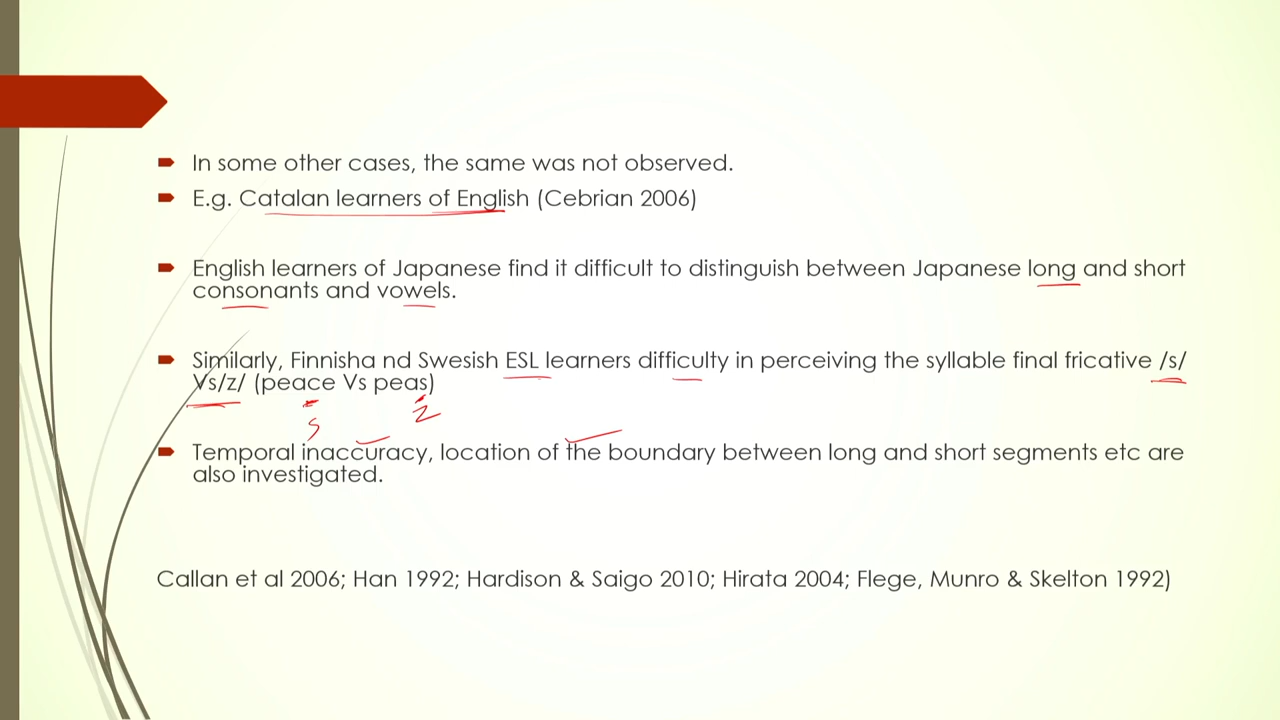 In some other cases, the same was not observed.
E.g. Catalan learners of English (Cebrian 2006)
English learners of Japanese find it difficult to distinguish between Japanese long and short
consonants and vowels.
Similarly, Finnisha nd Swesish ESL learners difficulty in perceiving the syllable final fricative /s/
Vs/z/ (peace Vs peas)
s z
Temporal inaccuracy, location of the boundary between long and short segments etc are
also investigated.
Callan et al 2006; Han 1992; Hardison & Saigo 2010; Hirata 2004; Flege, Munro & Skelton 1992)